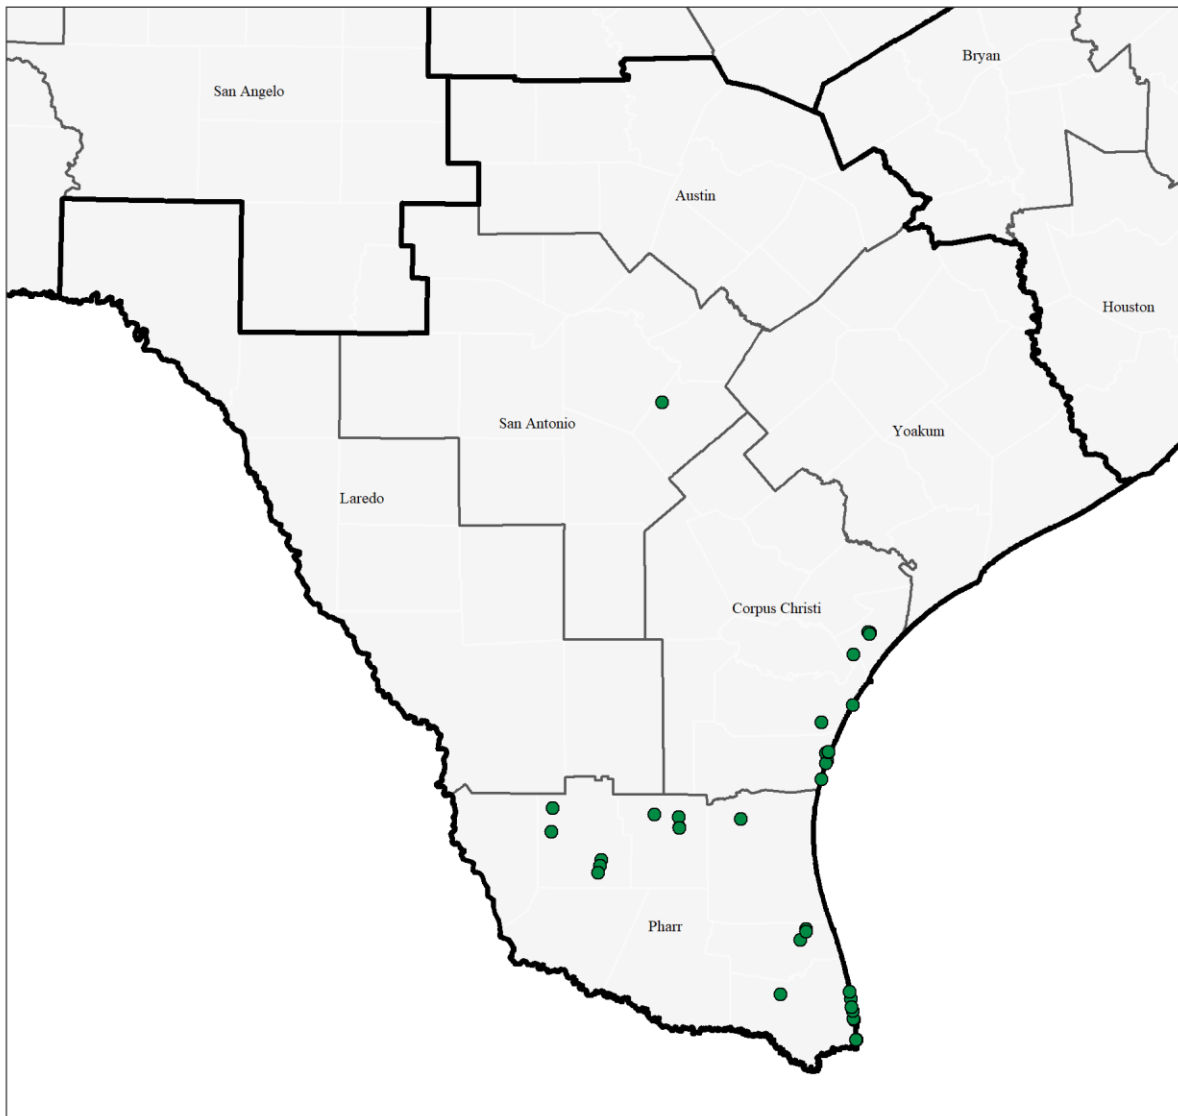 Bryan
San Angelo
Austin
Houston
San Antonio
Yoakum
Laredo
Corpus Christi
Pharr